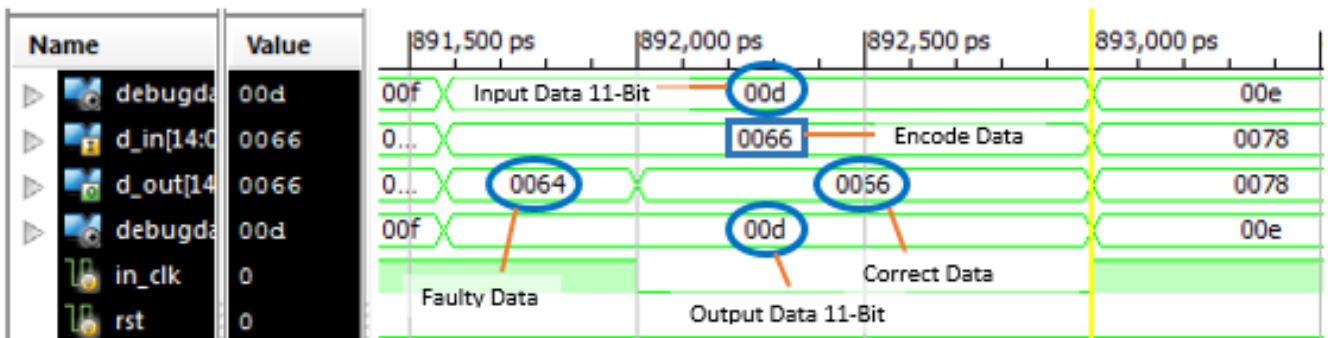 Name Value 891,500 ps 892,000 ps 892,500 ps 893,000 ps
debugda 00d 00f Input Data 11-Bit 00d 00e
d_in[14:0 0066 0... 0066 Encode Data 0078
d_out[14 0066 0... 0064 0056 0078
debugda 00d 00f 00d 00e
in_clk 0 Correct Data
Faulty Data
rst 0 Output Data 11-Bit